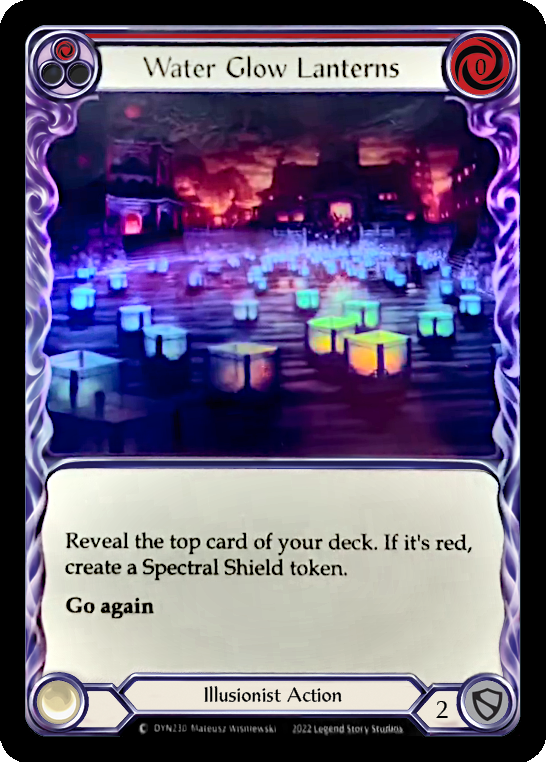 Water Glow Lanterns
0
Reveal the top card of your deck. If it's red,
create a Spectral Shield token.
Go again
Illusionist Action
2
C DYN230 Mateusz Wisniewski 2022 Legend Story Studios